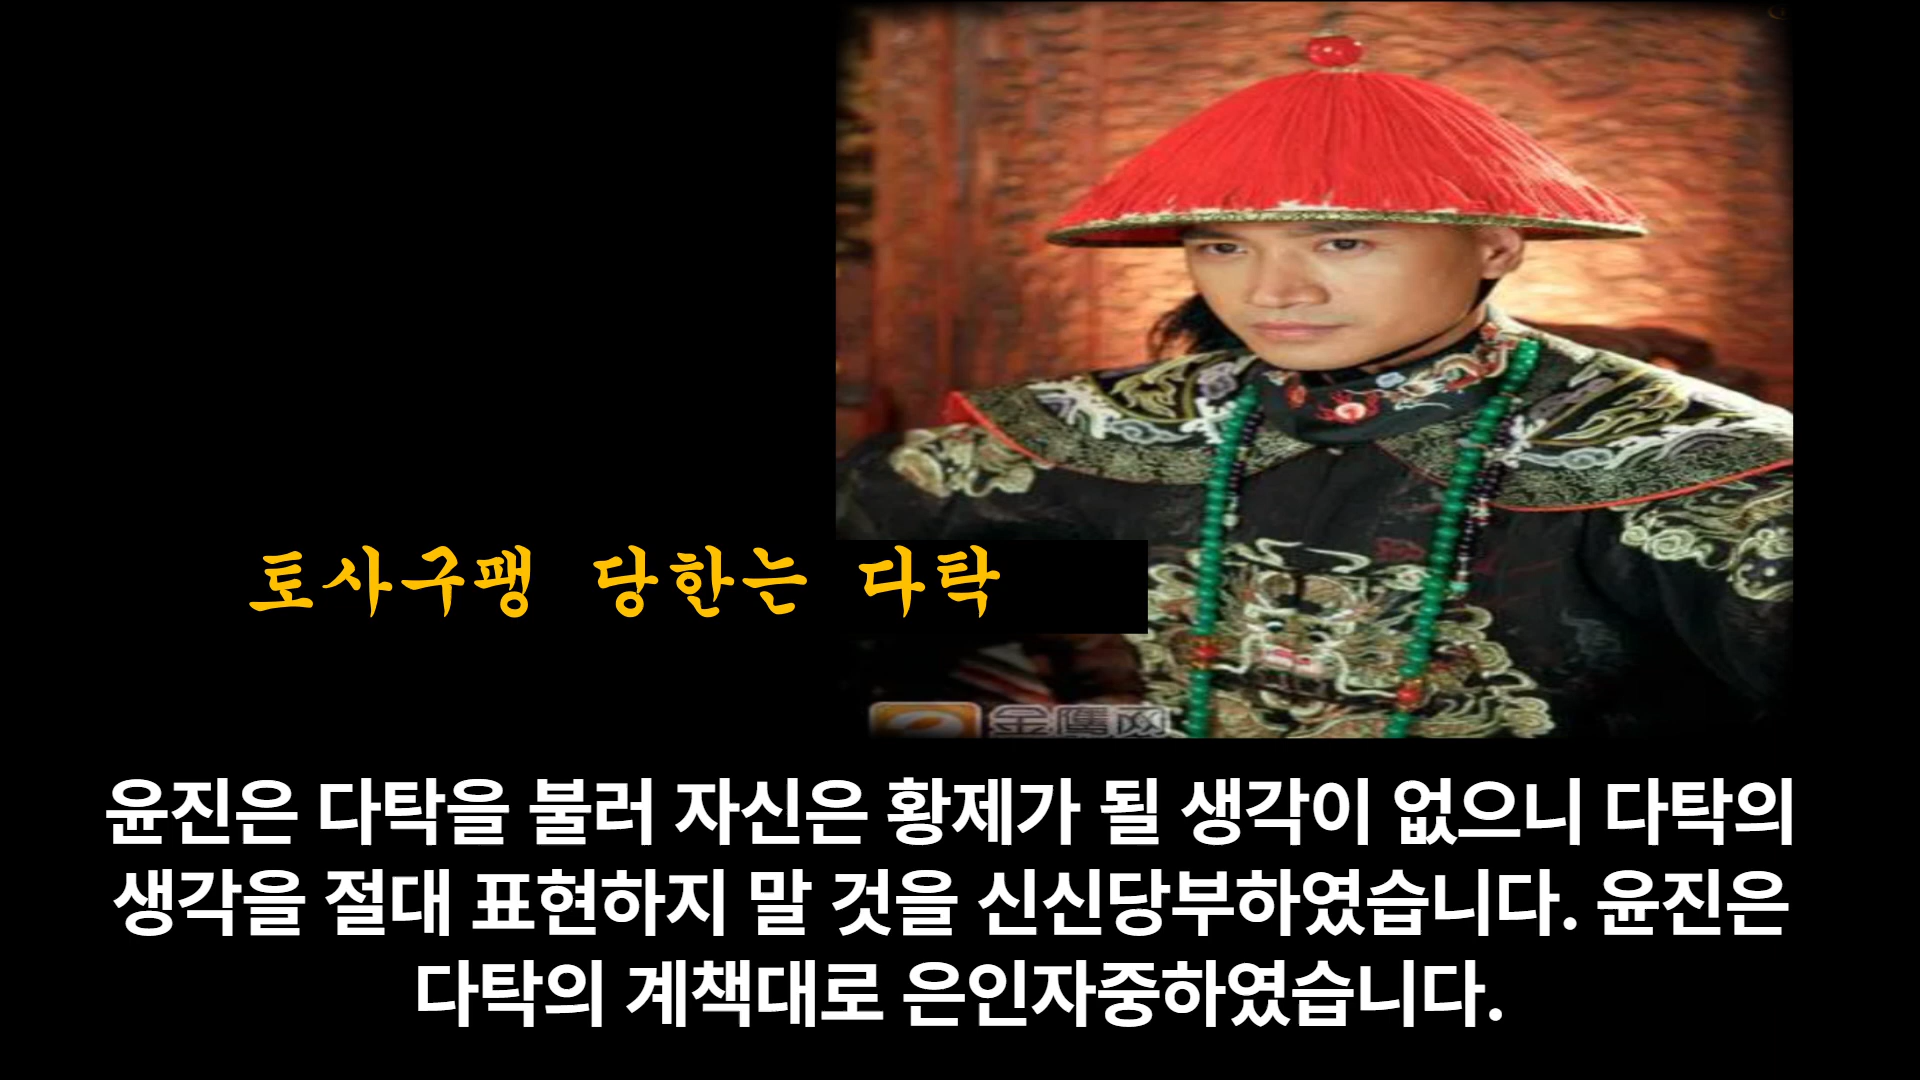 토사구팽 당한는 다탁
金鹰网
윤진은 다탁을 불러 자신은 황제가 될 생각이 없으니 다탁의
생각을 절대 표현하지 말 것을 신신당부하였습니다. 윤진은
다탁의 계책대로 은인자중하였습니다.